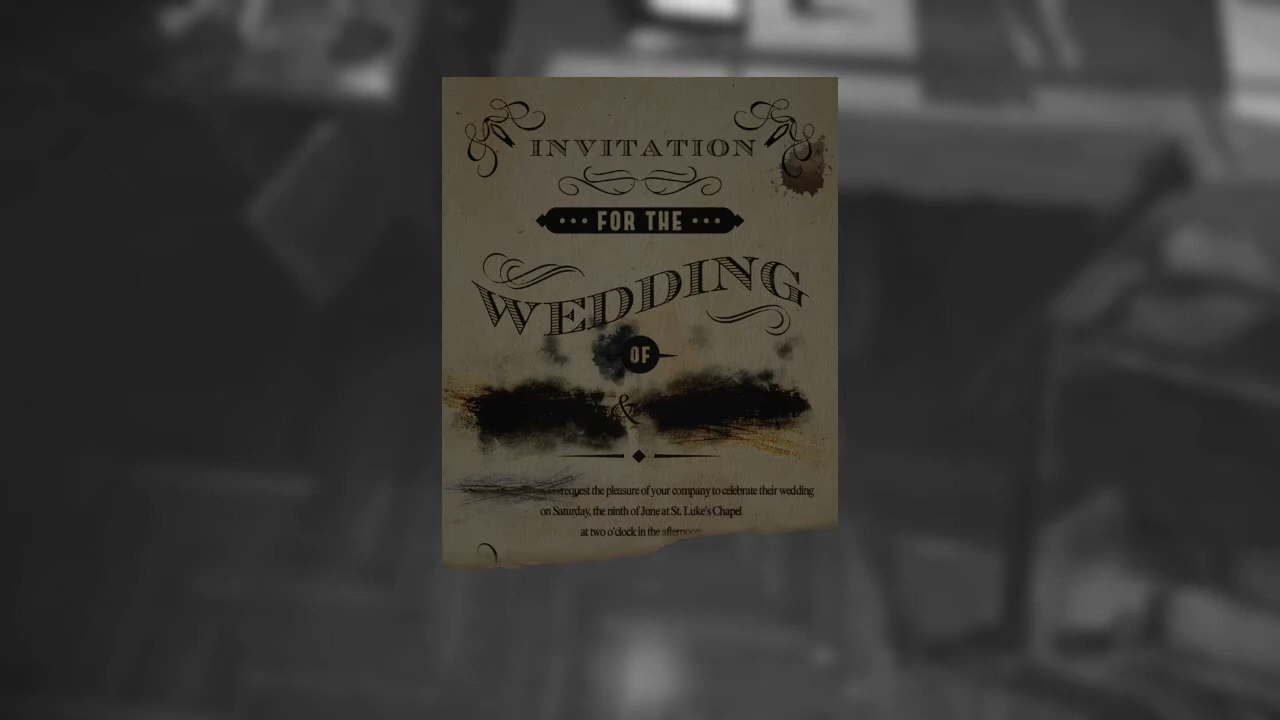 INVITATION
FOR THE
WEDDING
OF
&
request the pleasure of your company to celebrate their wedding
on Saturday, the ninth of June at St. Luke's Chapel
at two o'clock in the afternoon